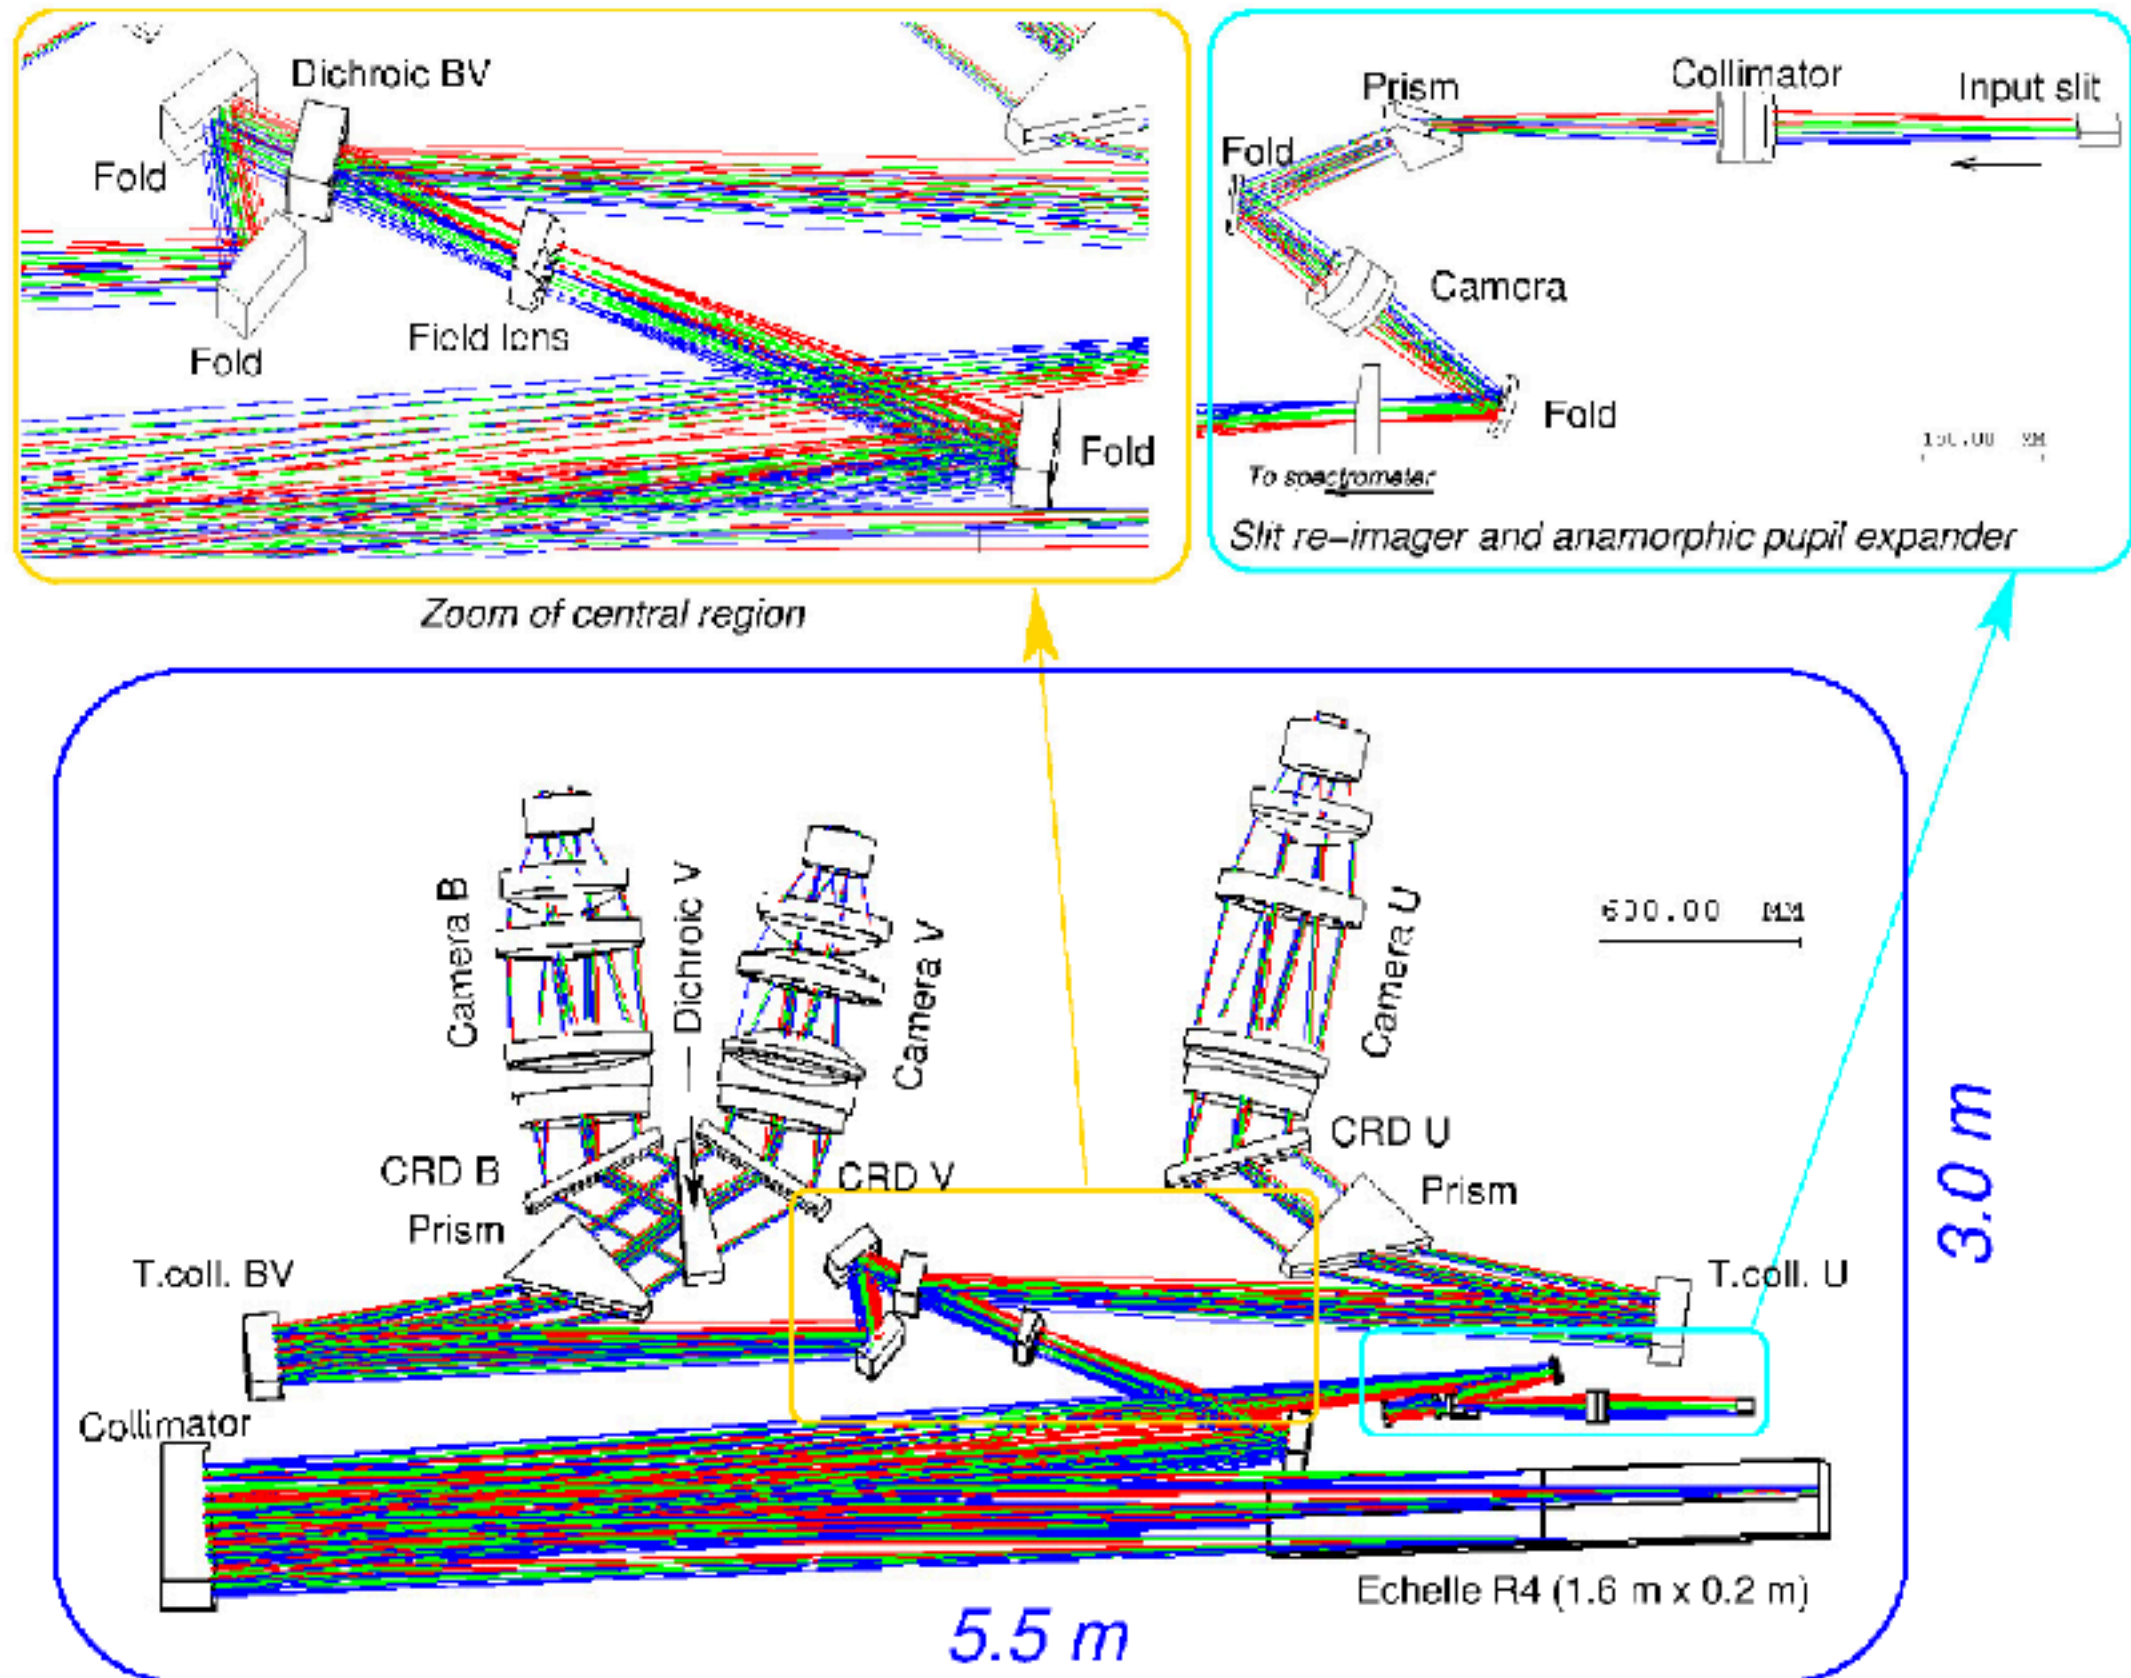 Dichroic BV
Fold
Field lens
Fold
Fold
Zoom of central region
Prism
Collimator
Input slit
Fold
Camera
Fold
To spectrometer
Slit re-imager and anamorphic pupil expander
Camera B
Dichroic V
Camera V
Camera U
600.00 MM
CRD B
CRD V
CRD U
Prism
Prism
T.coll. BV
T.coll. U
Collimator
Echelle R4 (1.6 m x 0.2 m)
5.5 m
3.0 m